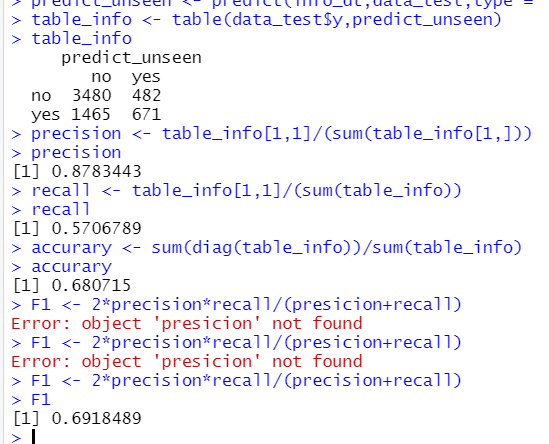 > predict_unseen <- predict(info_dt,data_test,type =
> table_info <- table(data_test$y,predict_unseen)
> table_info
predict_unseen
no yes
no 3480 482
yes 1465 671
> precision <- table_info[1,1]/(sum(table_info[1,]))
> precision
[1] 0.8783443
> recall <- table_info[1,1]/(sum(table_info))
> recall
[1] 0.5706789
> accurary <- sum(diag(table_info))/sum(table_info)
> accurary
[1] 0.680715
> F1 <- 2*precision*recall/(presicion+recall)
Error: object 'presicion' not found
> F1 <- 2*precision*recall/(presicion+recall)
Error: object 'presicion' not found
> F1 <- 2*precision*recall/(precision+recall)
> F1
[1] 0.6918489
>